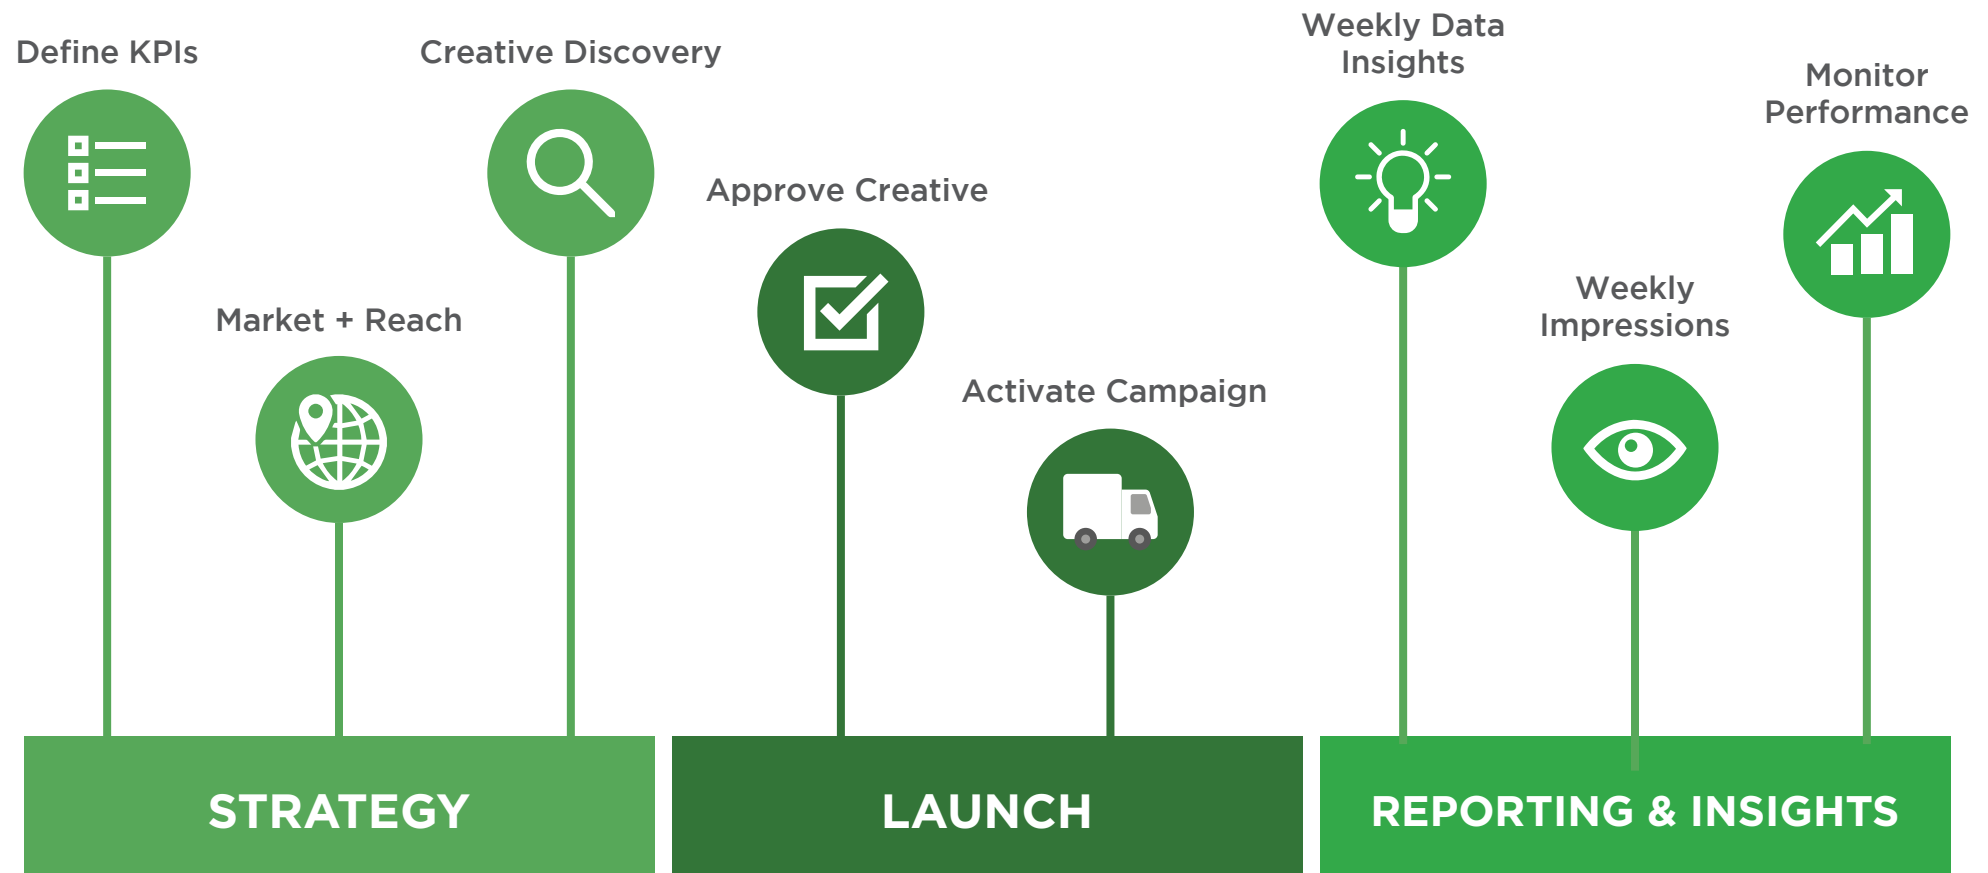 Define KPIs
Market + Reach
Creative Discovery
STRATEGY
Approve Creative
Activate Campaign
LAUNCH
Weekly Data
Insights
Weekly
Impressions
Monitor
Performance
REPORTING & INSIGHTS